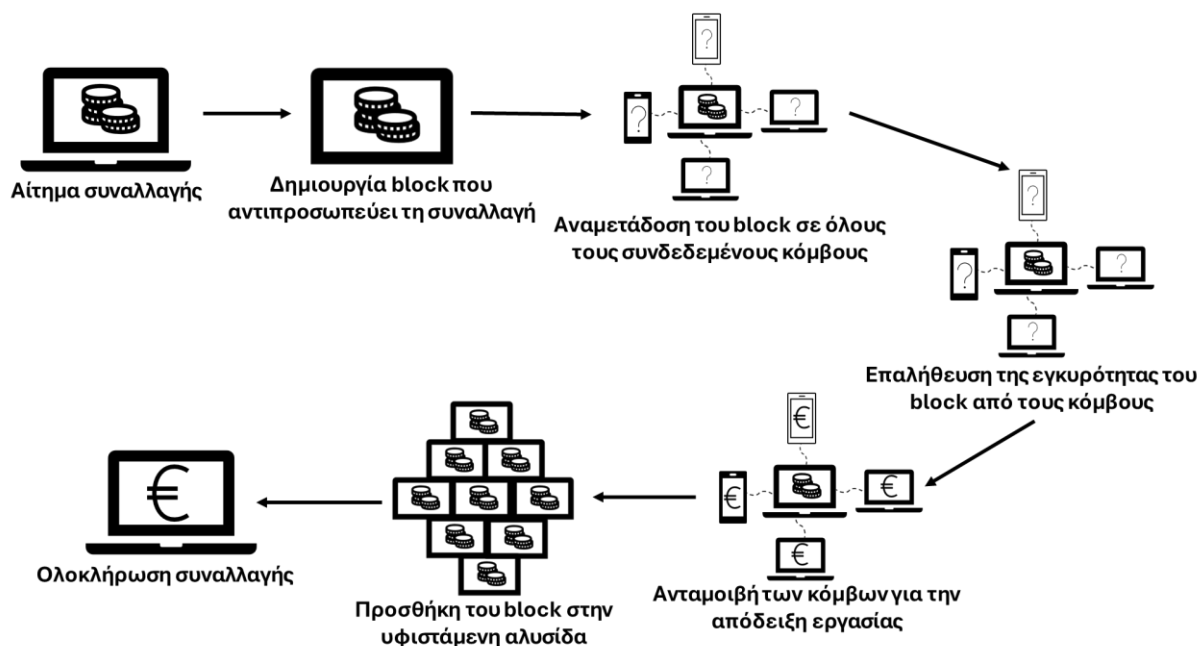 Αίτημα συναλλαγής
Δημιουργία block που
αντιπροσωπεύει τη συναλλαγή
Αναμετάδοση του block σε όλους
τους συνδεδεμένους κόμβους
Επαλήθευση της εγκυρότητας του
block από τους κόμβους
Ανταμοιβή των κόμβων για την
απόδειξη εργασίας
Προσθήκη του block στην
υφιστάμενη αλυσίδα
Ολοκλήρωση συναλλαγής